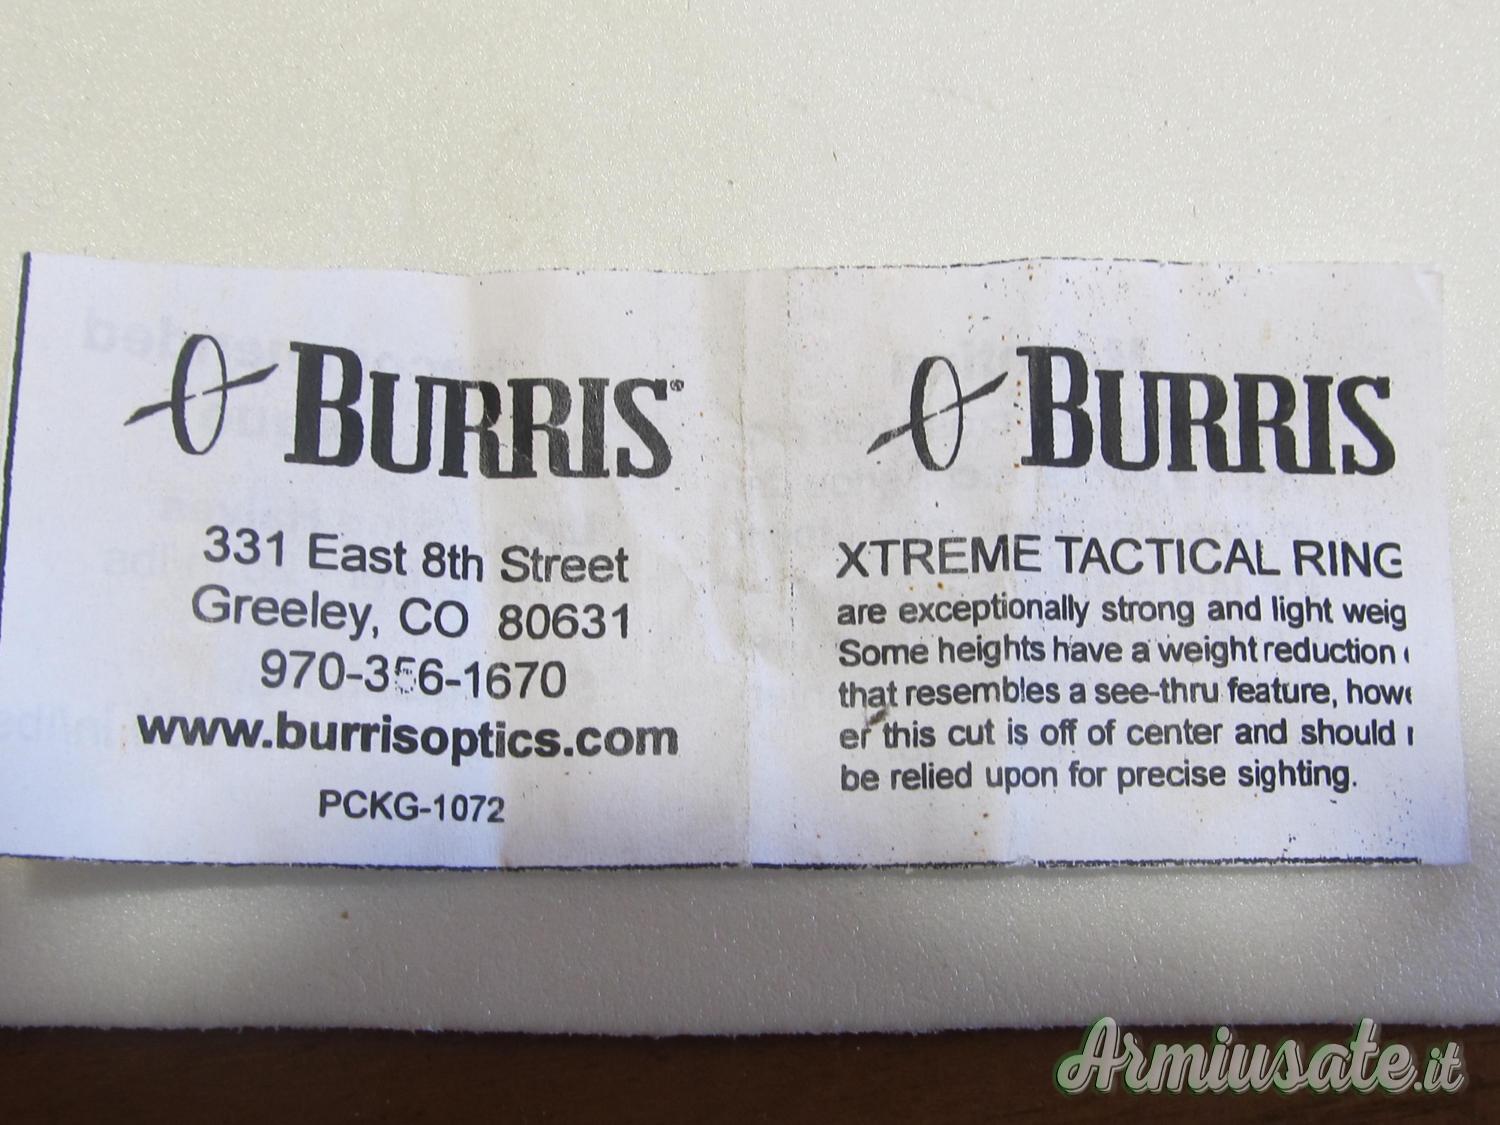 BURRIS®
331 East 8th Street
Greeley, CO 80631
970-356-1670
www.burrisoptics.com
PCKG-1072
BURRIS
XTREME TACTICAL RING
are exceptionally strong and light weig
Some heights have a weight reduction
that resembles a see-thru feature, howe
er this cut is off of center and should
be relied upon for precise sighting.
Armiusate.it